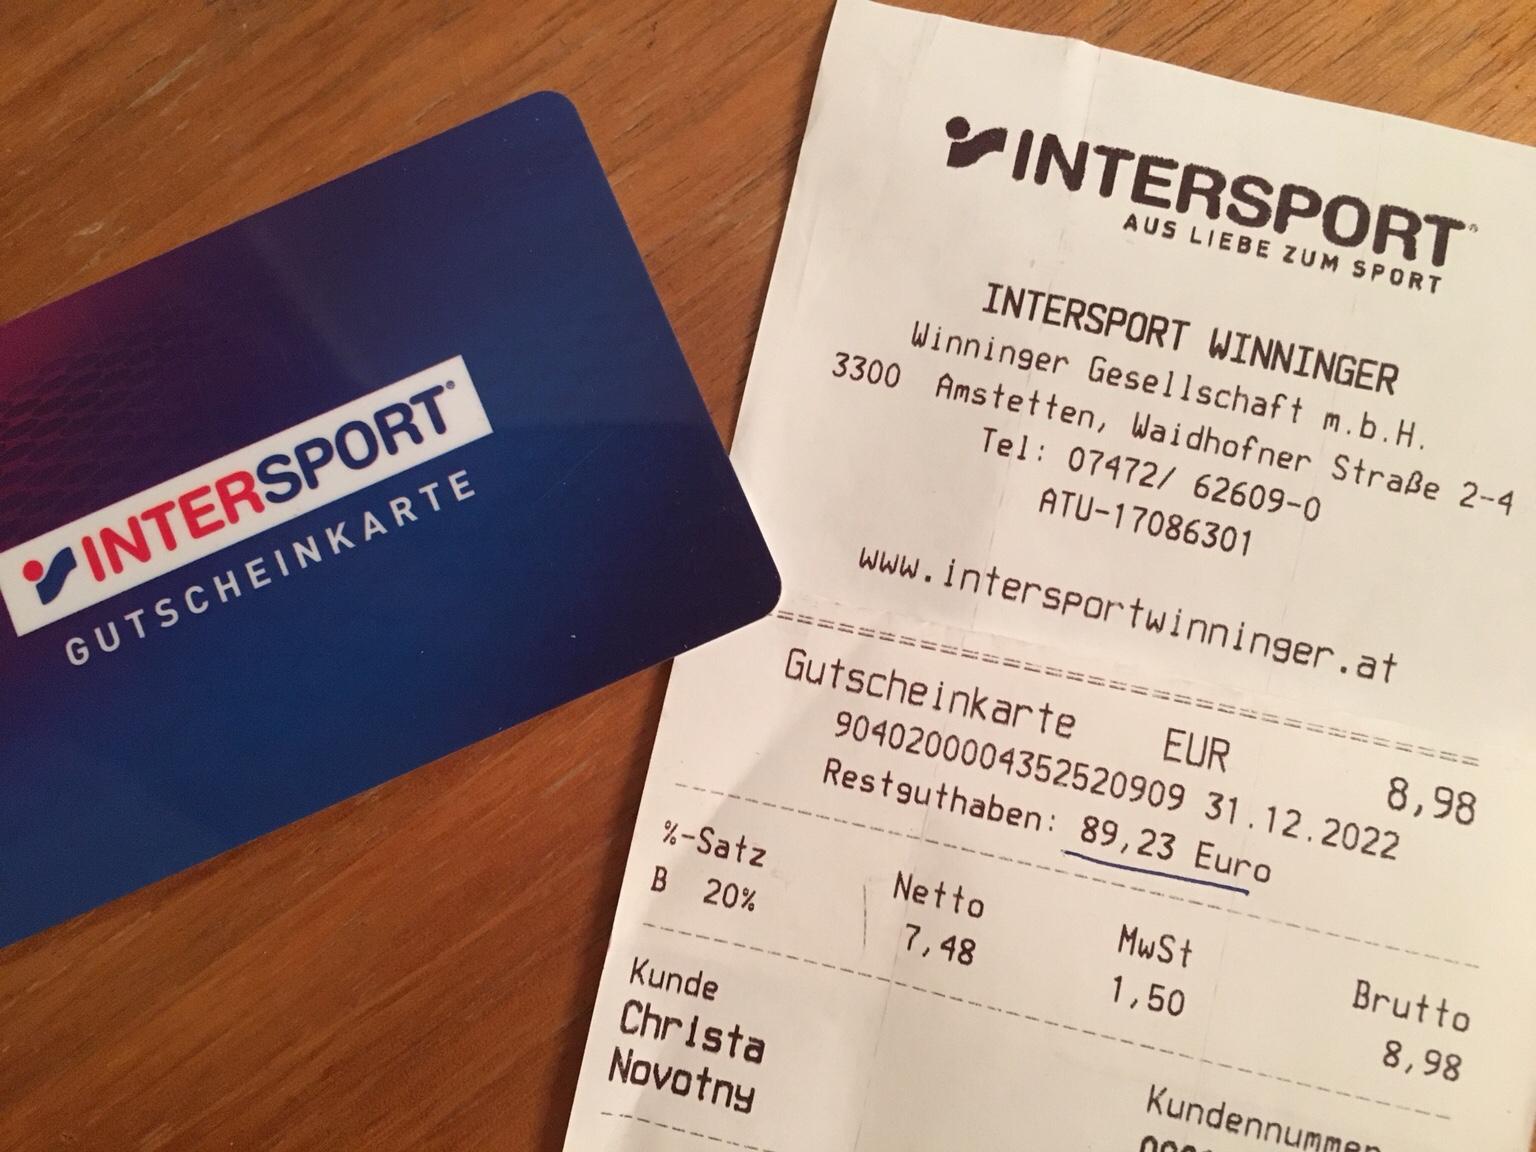 INTERSPORT®
GUTSCHEINKARTE
INTERSPORT®
AUS LIEBE ZUM SPORT
INTERSPORT WINNINGER
Winninger Gesellschaft m.b.H.
3300 Amstetten, Waidhofner Straße 2-4
Tel: 07472/ 62609-0
ATU-17086301
www.intersportwinninger.at
Gutscheinkarte EUR 8,98
9040200004352520909 31.12.2022
Restguthaben: 89,23 Euro
%-Satz Netto MwSt Brutto
B 20% 7,48 1,50 8,98
Kunde Kundennummer
Christa
Novotny